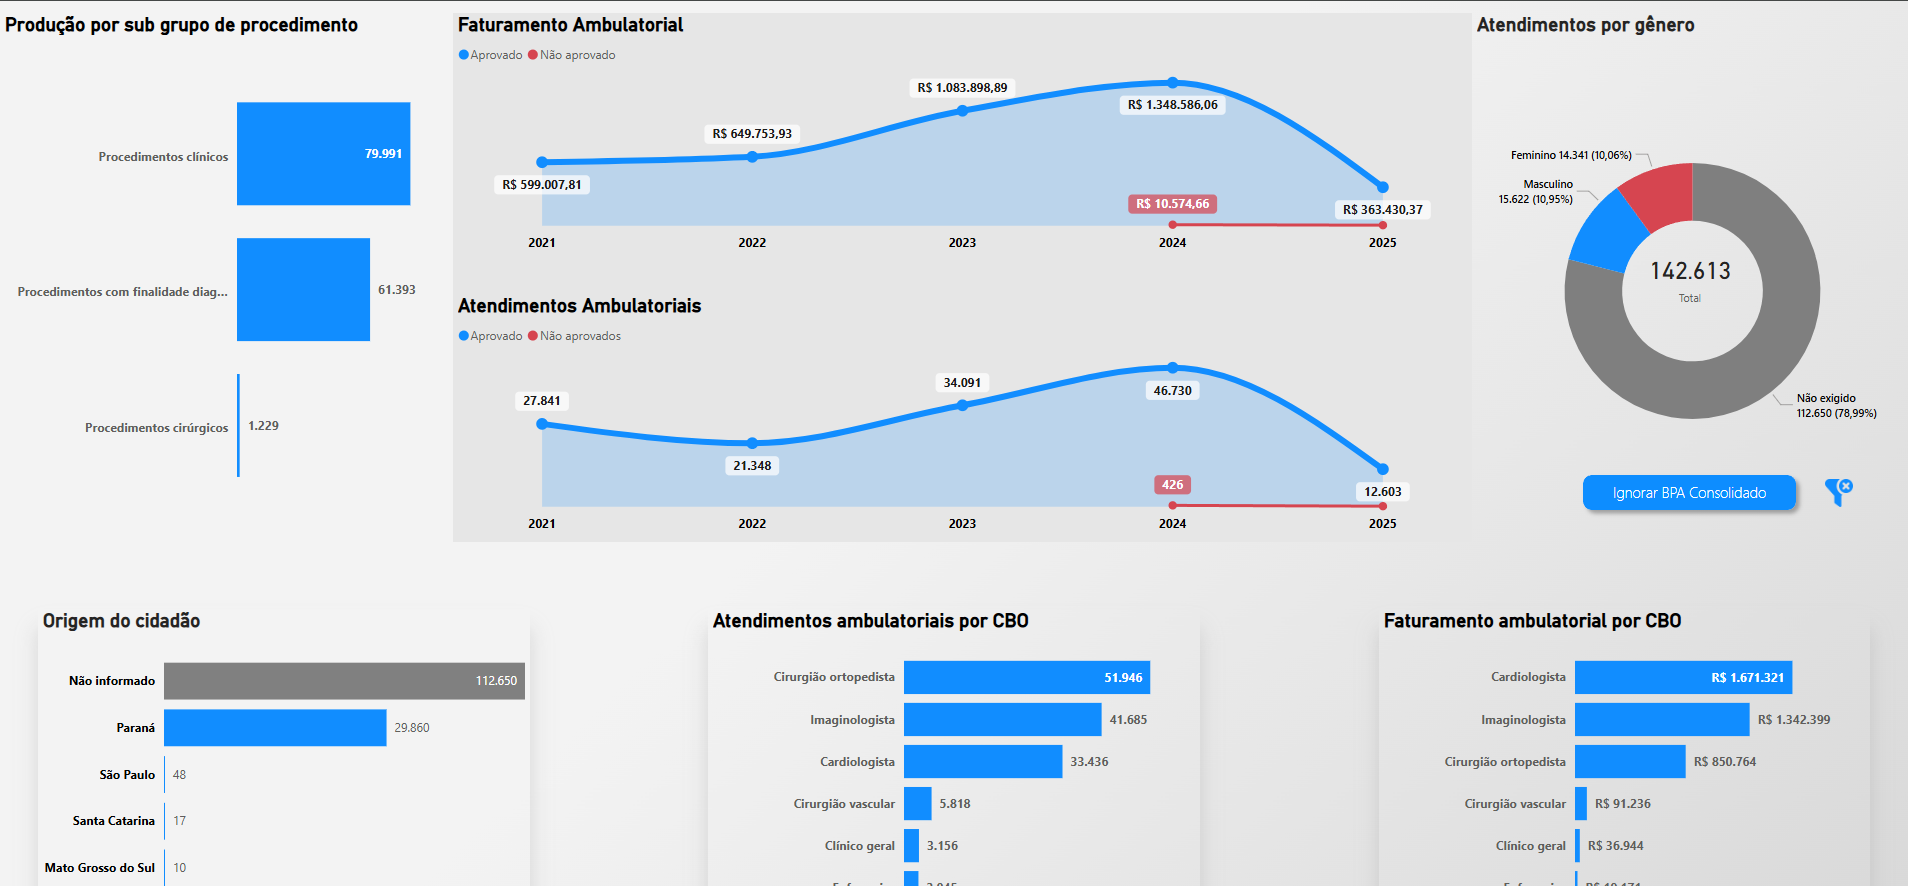 Produção por sub grupo de procedimento
Procedimentos clínicos
79.991
Procedimentos com finalidade diag...
61.393
Procedimentos cirúrgicos
1.229
Faturamento Ambulatorial
Aprovado Não aprovado
R$ 599.007,81
R$ 649.753,93
R$ 1.083.898,89
R$ 1.348.586,06
R$ 10.574,66
R$ 363.430,37
2021 2022 2023 2024 2025
Atendimentos Ambulatoriais
Aprovado Não aprovados
27.841
21.348
34.091
46.730
426
12.603
2021 2022 2023 2024 2025
Atendimentos por gênero
Feminino 14.341 (10,06%)
Masculino
15.622 (10,95%)
142.613
Total
Não exigido
112.650 (78,99%)
Ignorar BPA Consolidado
Origem do cidadão
Não informado 112.650
Paraná 29.860
São Paulo 48
Santa Catarina 17
Mato Grosso do Sul 10
Atendimentos ambulatoriais por CBO
Cirurgião ortopedista 51.946
Imaginologista 41.685
Cardiologista 33.436
Cirurgião vascular 5.818
Clínico geral 3.156
Faturamento ambulatorial por CBO
Cardiologista R$ 1.671.321
Imaginologista R$ 1.342.399
Cirurgião ortopedista R$ 850.764
Cirurgião vascular R$ 91.236
Clínico geral R$ 36.944